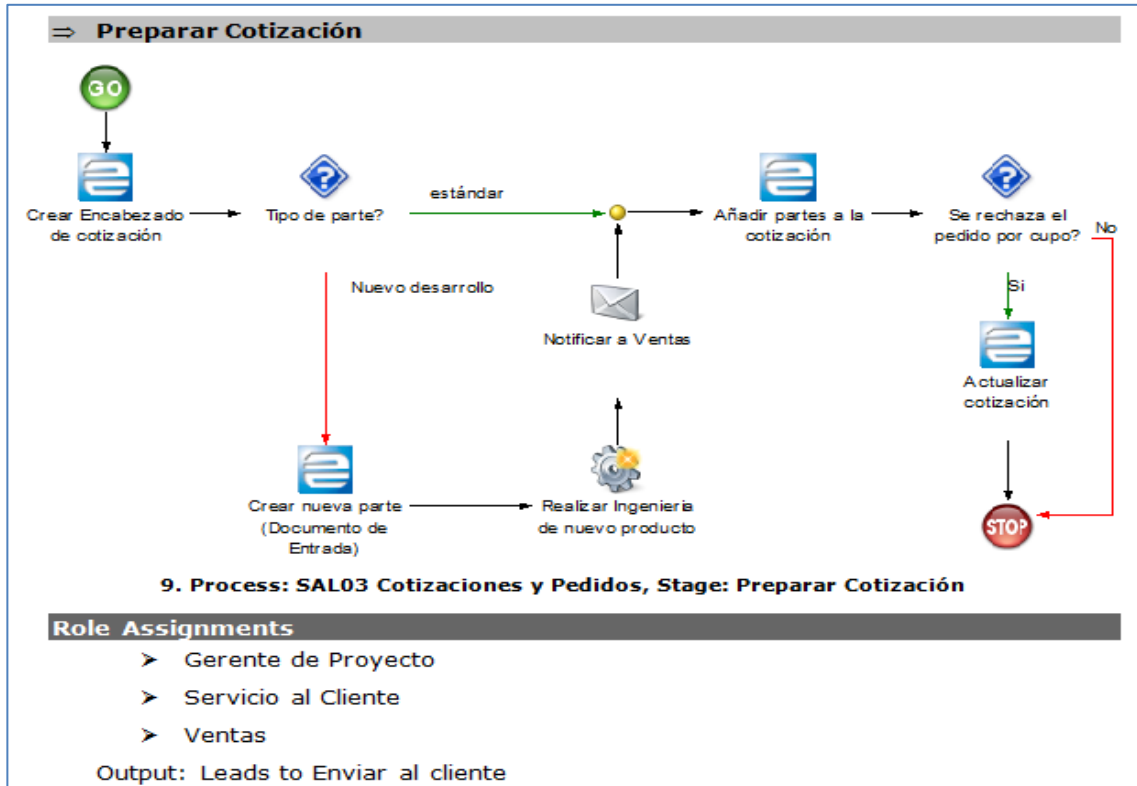 ⇒ Preparar Cotización
GO
Crear Encabezado
de cotización
Tipo de parte?
estándar
Añadir partes a la
cotización
Se rechaza el
pedido por cupo?
No
Nuevo desarrollo
Notificar a Ventas
Si
Actualizar
cotización
Crear nueva parte
(Documento de
Entrada)
Realizar Ingenieria
de nuevo producto
STOP
9. Process: SAL03 Cotizaciones y Pedidos, Stage: Preparar Cotización
Role Assignments
➤ Gerente de Proyecto
➤ Servicio al Cliente
➤ Ventas
Output: Leads to Enviar al cliente